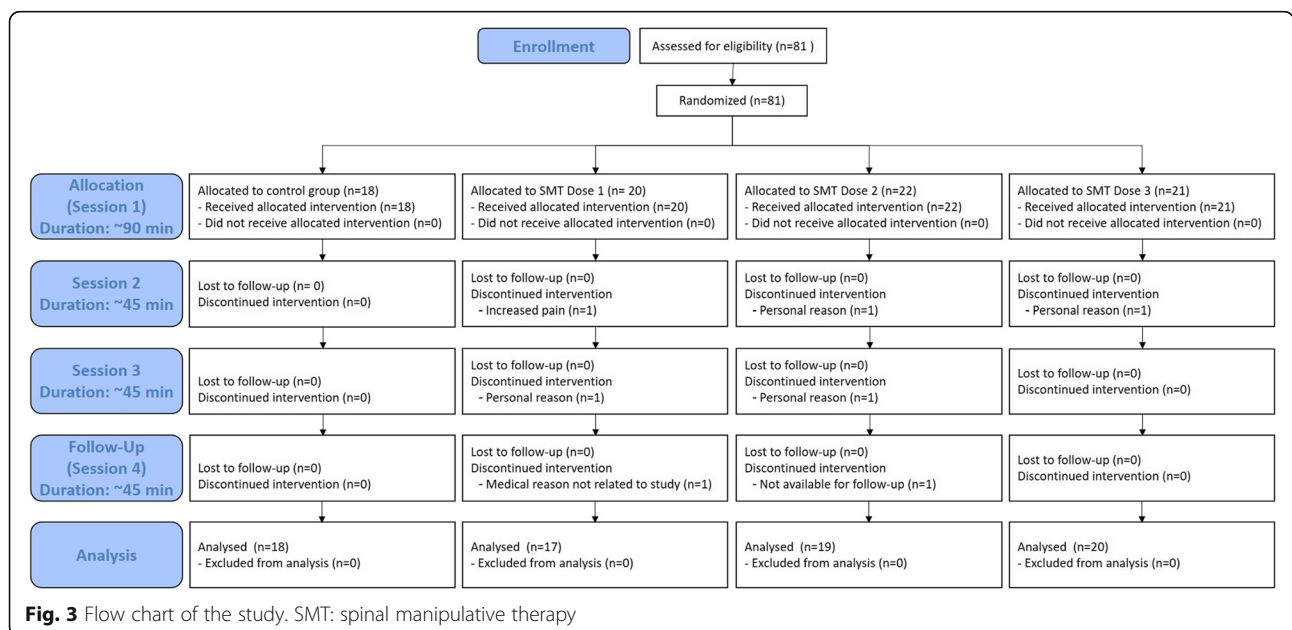 Enrollment
Assessed for eligibility (n=81 )
Randomized (n=81)
Allocation
(Session 1)
Duration: ~90 min
Allocated to control group (n=18)
- Received allocated intervention (n=18)
- Did not receive allocated intervention (n=0)
Allocated to SMT Dose 1 (n= 20)
- Received allocated intervention (n=20)
- Did not receive allocated intervention (n=0)
Allocated to SMT Dose 2 (n=22)
- Received allocated intervention (n=22)
- Did not receive allocated intervention (n=0)
Allocated to SMT Dose 3 (n=21)
- Received allocated intervention (n=21)
- Did not receive allocated intervention (n=0)
Session 2
Duration: ~45 min
Lost to follow-up (n= 0)
Discontinued intervention (n=0)
Lost to follow-up (n=0)
Discontinued intervention
- Increased pain (n=1)
Lost to follow-up (n=0)
Discontinued intervention
- Personal reason (n=1)
Lost to follow-up (n=0)
Discontinued intervention
- Personal reason (n=1)
Session 3
Duration: ~45 min
Lost to follow-up (n=0)
Discontinued intervention (n=0)
Lost to follow-up (n=0)
Discontinued intervention
- Personal reason (n=1)
Lost to follow-up (n=0)
Discontinued intervention
- Personal reason (n=1)
Lost to follow-up (n=0)
Discontinued intervention (n=0)
Follow-Up
(Session 4)
Duration: ~45 min
Lost to follow-up (n=0)
Discontinued intervention (n=0)
Lost to follow-up (n=0)
Discontinued intervention
- Medical reason not related to study (n=1)
Lost to follow-up (n=0)
Discontinued intervention
- Not available for follow-up (n=1)
Lost to follow-up (n=0)
Discontinued intervention (n=0)
Analysis
Analysed (n=18)
- Excluded from analysis (n=0)
Analysed (n=17)
- Excluded from analysis (n=0)
Analysed (n=19)
- Excluded from analysis (n=0)
Analysed (n=20)
- Excluded from analysis (n=0)
Fig. 3 Flow chart of the study. SMT: spinal manipulative therapy